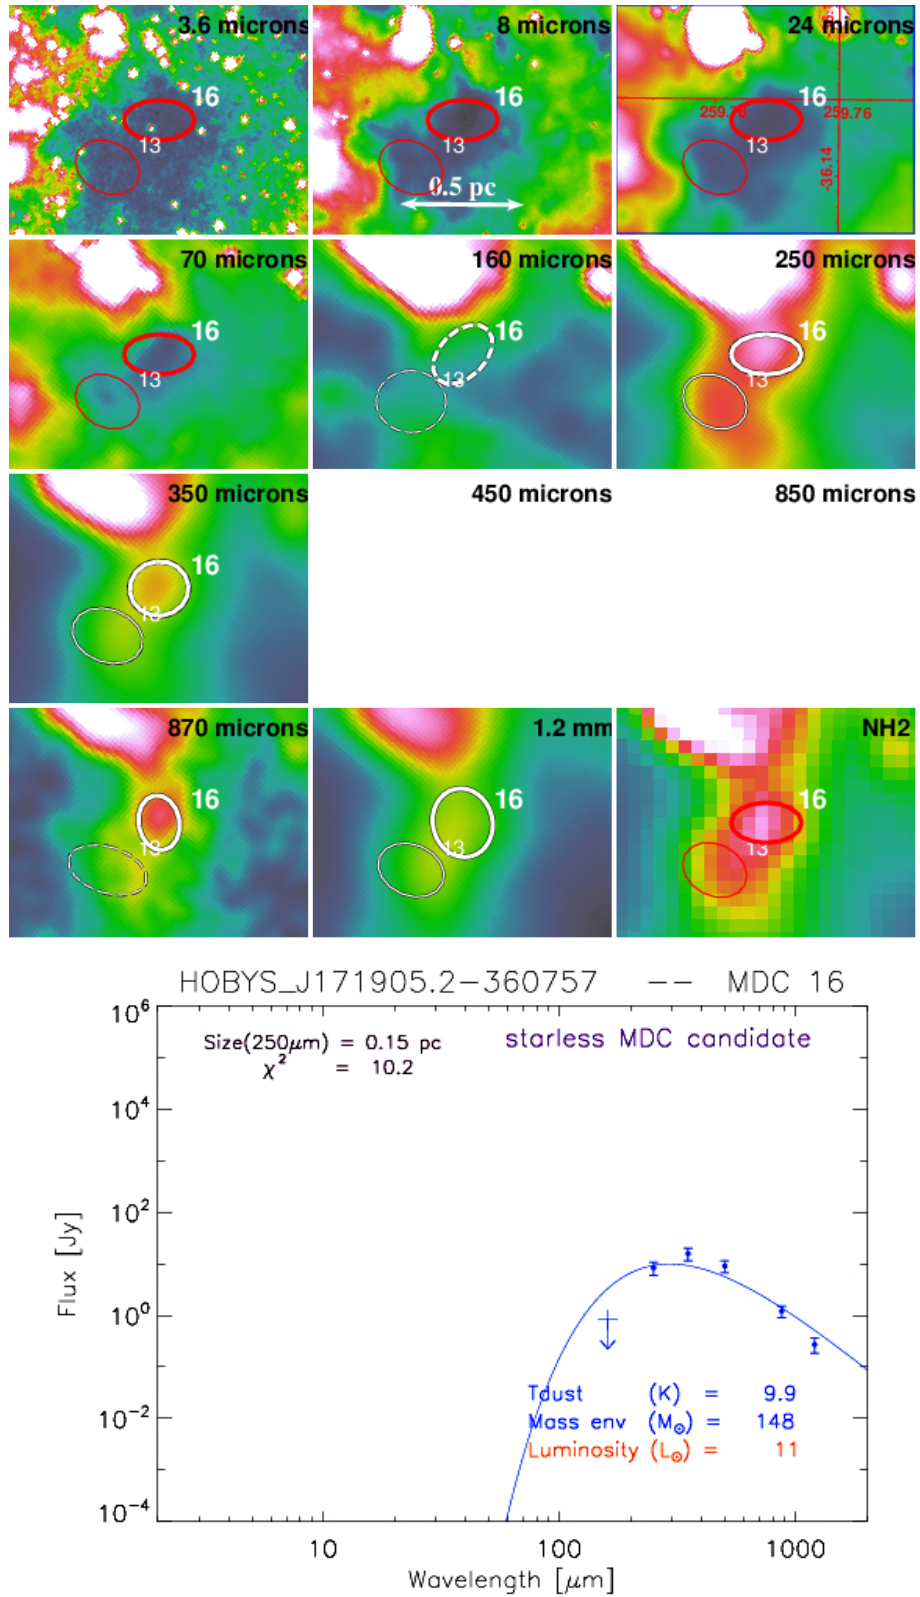 3.6 microns
16
13
8 microns
16
13
0.5 pc
24 microns
16
259.76
259.76
13
-36.14
70 microns
16
13
160 microns
16
13
250 microns
16
13
350 microns
16
13
450 microns
850 microns
870 microns
16
13
1.2 mm
16
13
NH2
16
13
HOBYS_J171905.2-360757 -- MDC 16
Size(250μm) = 0.15 pc
χ² = 10.2
starless MDC candidate
10⁶
10⁴
10²
10⁰
10⁻²
10⁻⁴
Flux [Jy]
Tdust (K) = 9.9
Mass env (M⊙) = 148
Luminosity (L⊙) = 11
10
100
1000
Wavelength [μm]